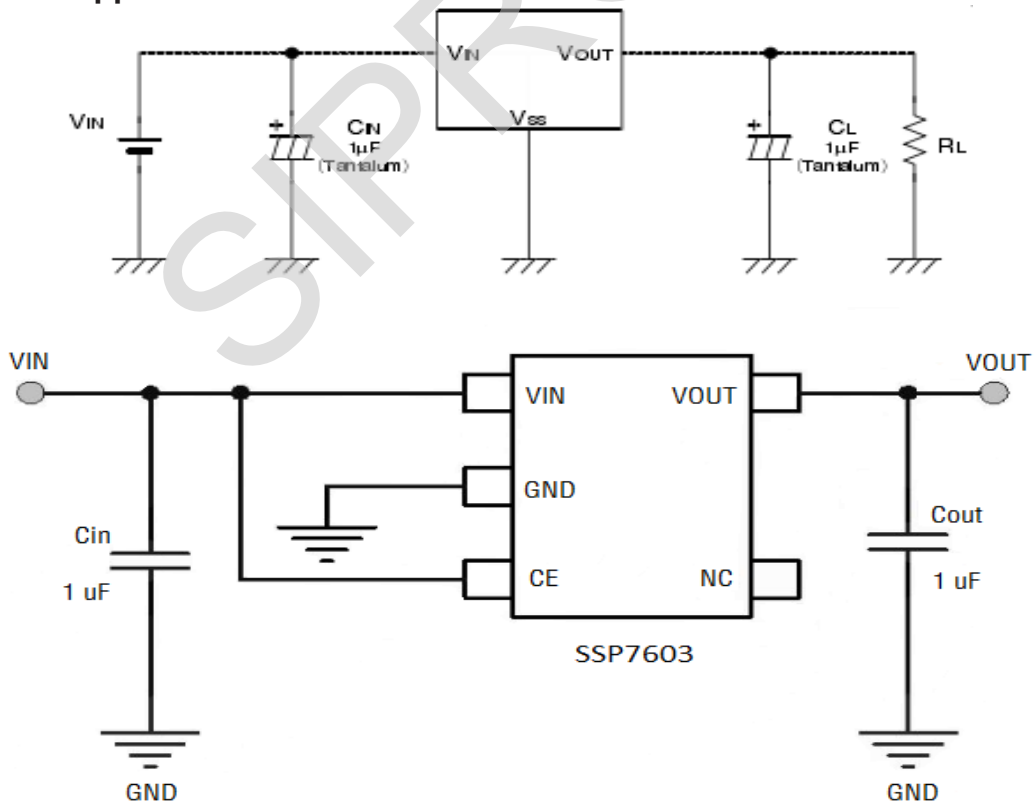 VIN VOUT
VSS
VIN
+ CIN
1μF
(Tantalum)
+ CL
1μF
(Tantalum)
RL
SIPR
VIN
VOUT
VIN VOUT
GND
CE NC
Cin
1 uF
Cout
1 uF
SSP7603
GND
GND